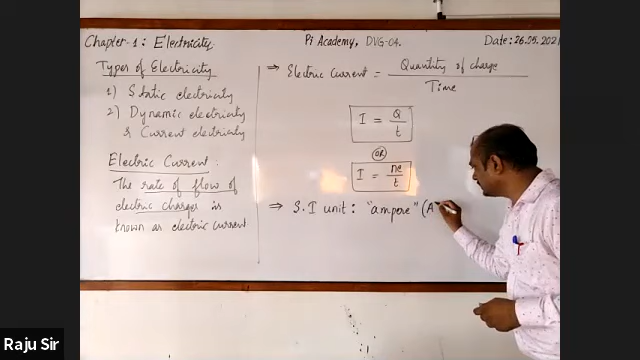 Chapter-1: Electricity
Pi Academy, DVG-04.
Date: 26.05.2021
Types of Electricity
1) Static electricity
2) Dynamic electricity
& Current electricity
Electric Current :
The rate of flow of
electric charges is
known as electric current
⇒ Electric Current = Quantity of charge
Time
I = Q
t
OR
I = ne
t
⇒ S.I unit : "ampere" (A
Raju Sir